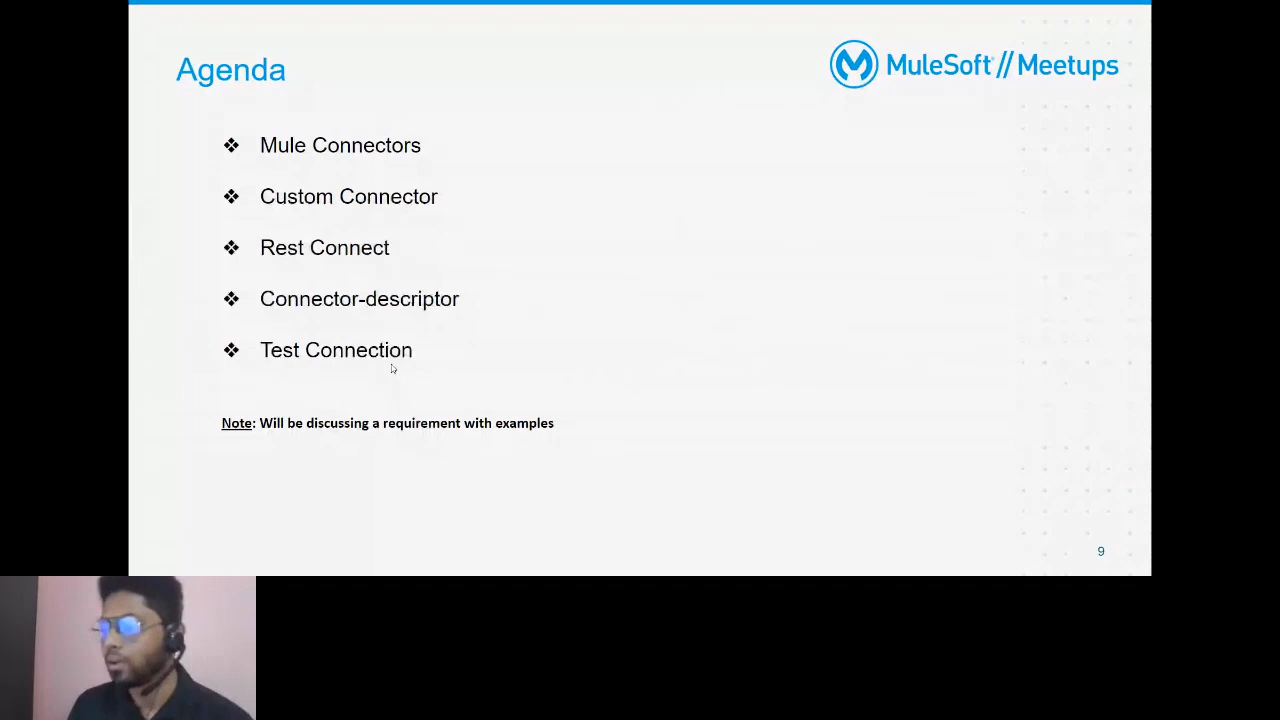 Agenda
MuleSoft // Meetups
❖ Mule Connectors
❖ Custom Connector
❖ Rest Connect
❖ Connector-descriptor
❖ Test Connection
Note: Will be discussing a requirement with examples
9